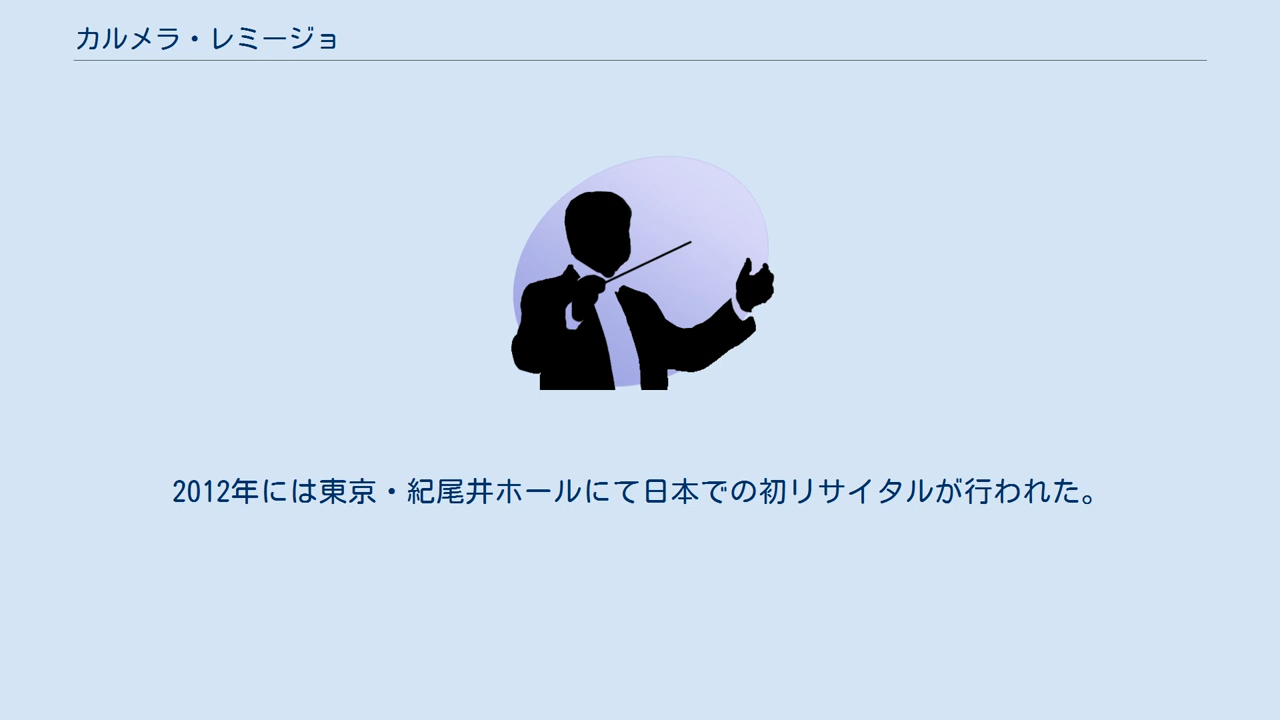 カルメラ・レミージョ
2012年には東京・紀尾井ホールにて日本での初リサイタルが行われた。